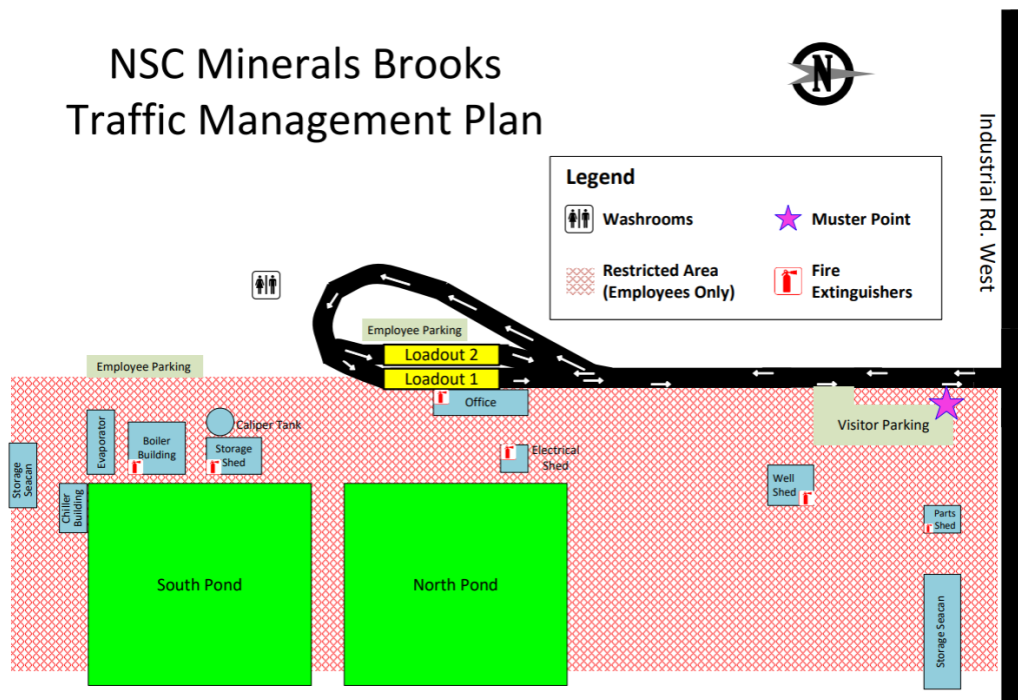 NSC Minerals Brooks
Traffic Management Plan
N
Industrial Rd. West
Legend
Washrooms
Muster Point
Restricted Area
(Employees Only)
Fire
Extinguishers
Employee Parking
Loadout 2
Loadout 1
Employee Parking
Office
Visitor Parking
Evaporator
Boiler
Building
Caliper Tank
Storage
Shed
Electrical
Shed
Storage
Seacan
Chiller
Building
Well
Shed
Parts
Shed
South Pond
North Pond
Storage Seacan